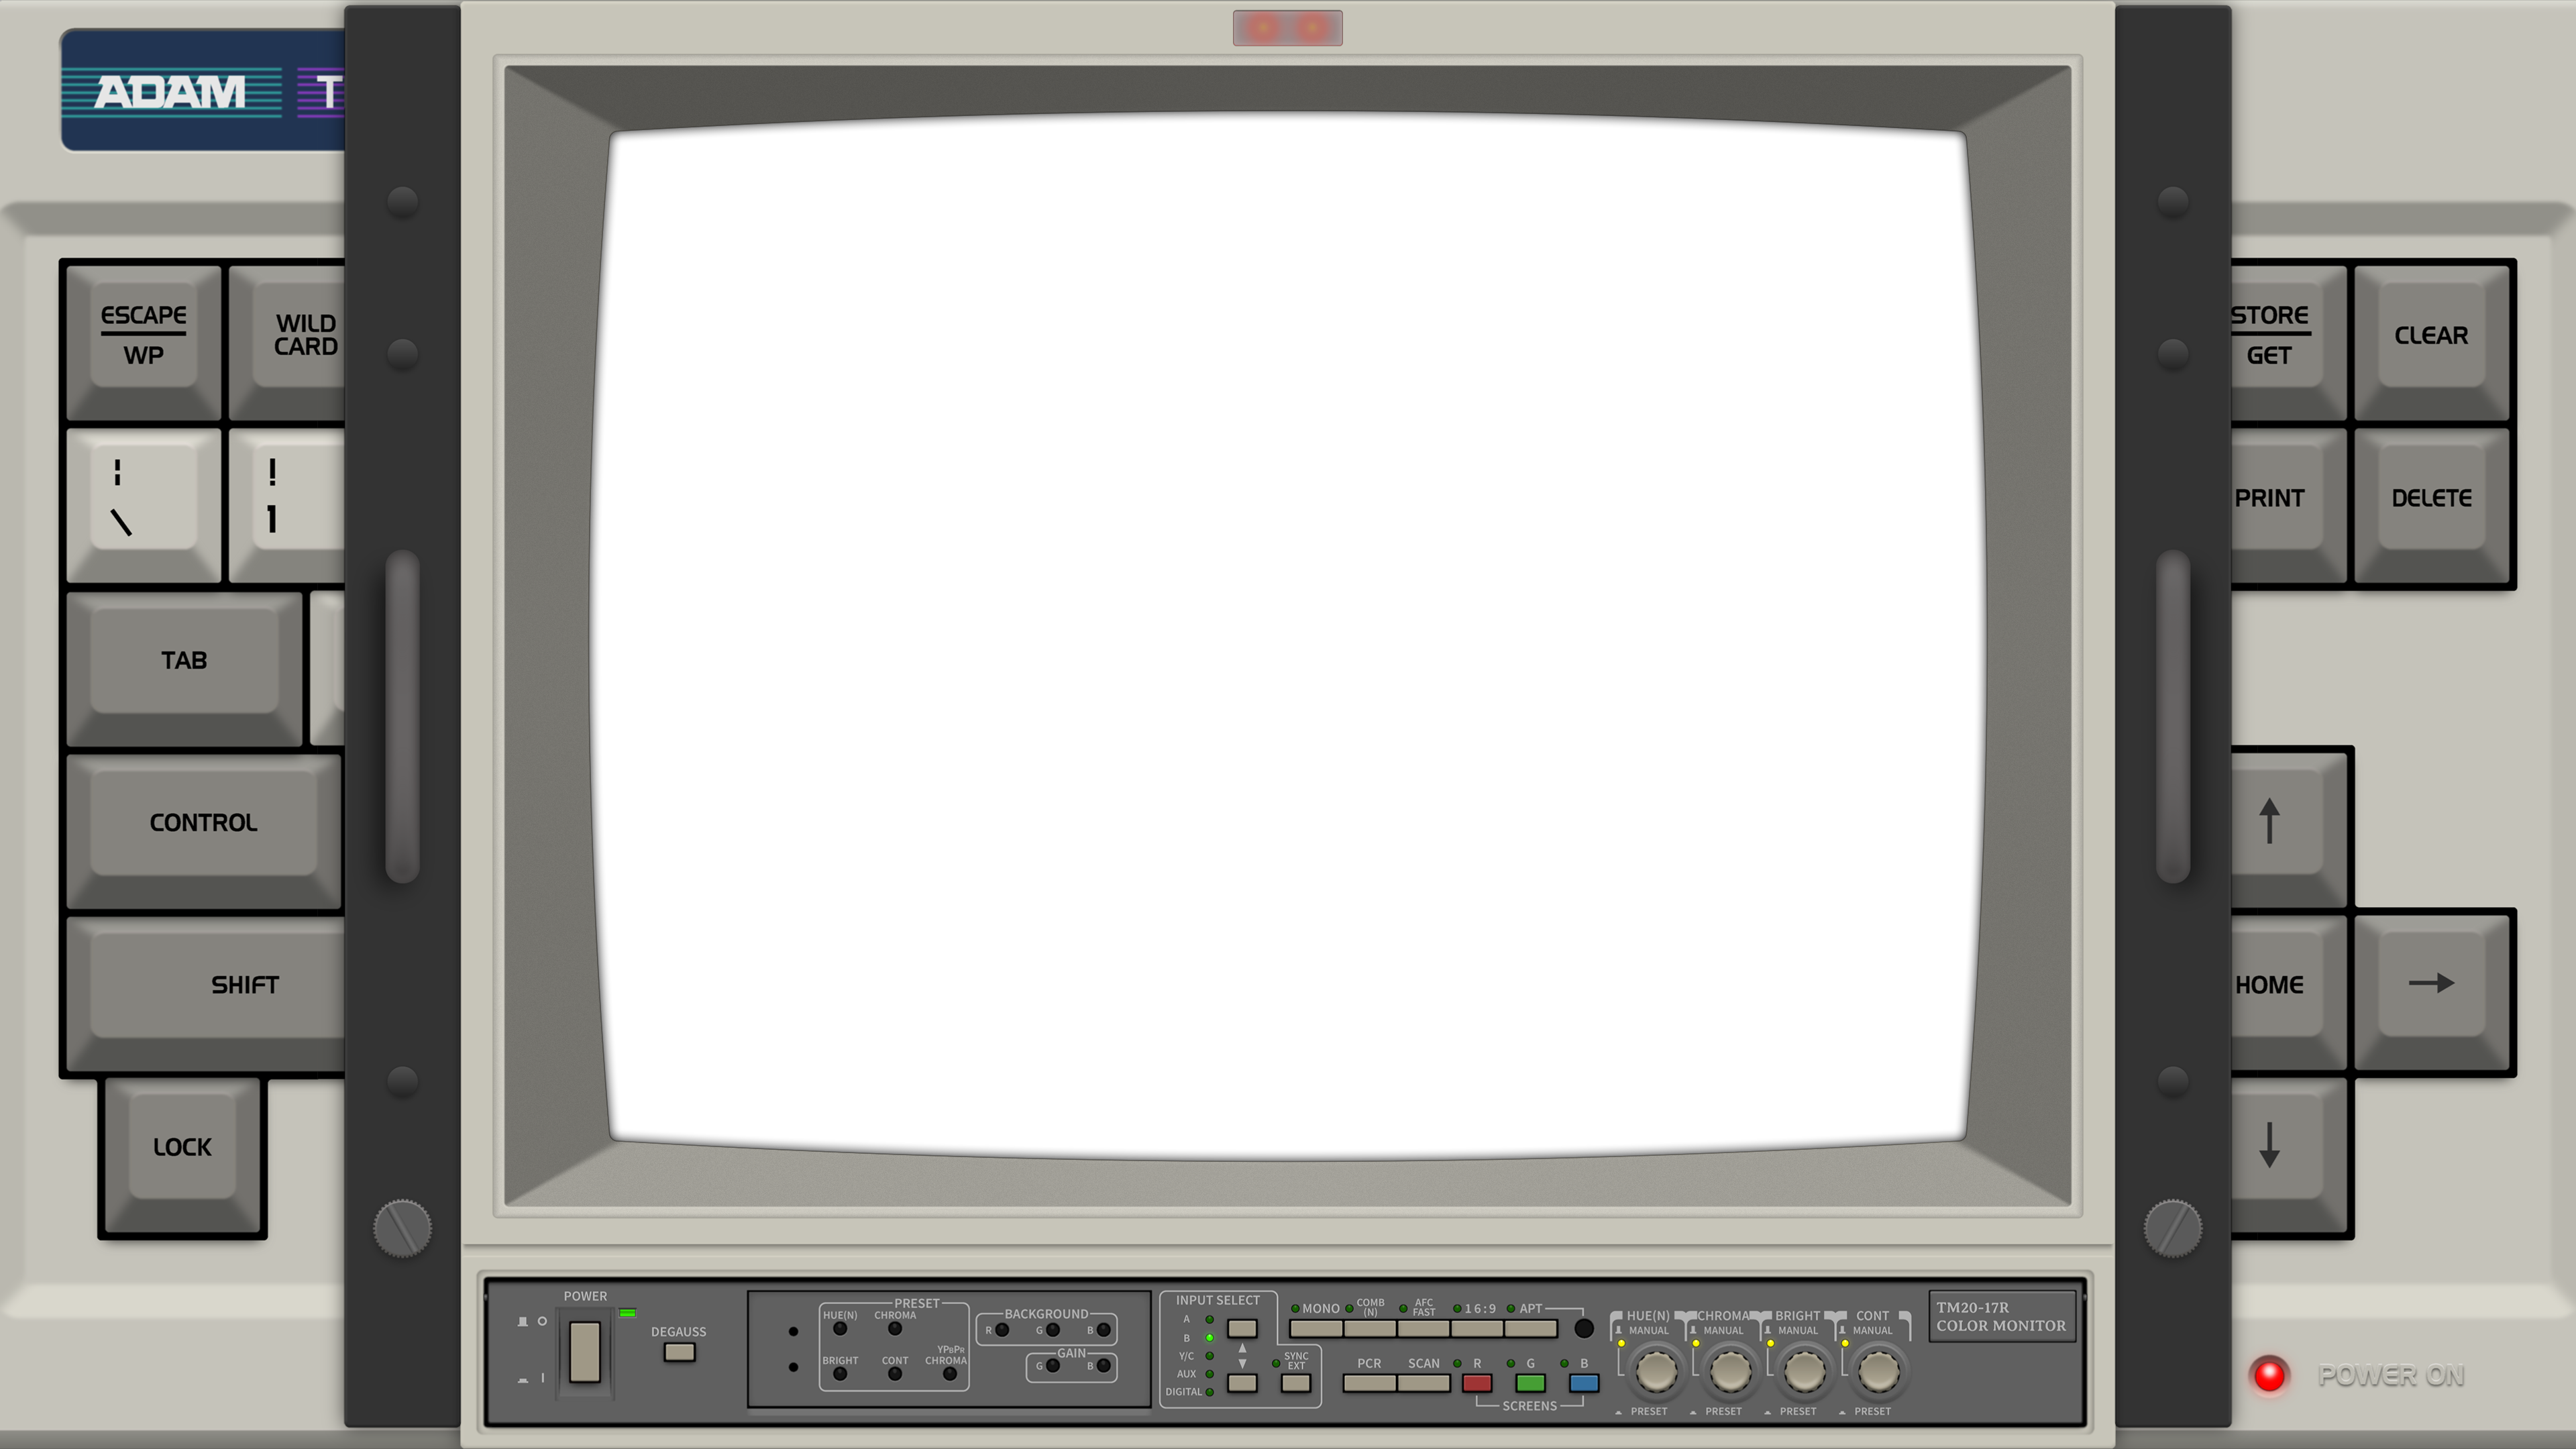 ADAM T
ESCAPE
WP
WILD
CARD
¦
\
!
1
TAB
CONTROL
SHIFT
LOCK
STORE
GET
CLEAR
PRINT
DELETE
↑
HOME
→
↓
POWER
DEGAUSS
PRESET
HUE(N) CHROMA
BRIGHT CONT YPBPR
CHROMA
BACKGROUND
R G B
GAIN
G B
INPUT SELECT
A
B
Y/C
AUX
DIGITAL
SYNC
EXT
MONO COMB
(N) AFC
FAST 16:9 APT
PCR SCAN R G B
SCREENS
HUE(N) CHROMA BRIGHT CONT
MANUAL MANUAL MANUAL MANUAL
PRESET PRESET PRESET PRESET
TM20-17R
COLOR MONITOR
POWER ON